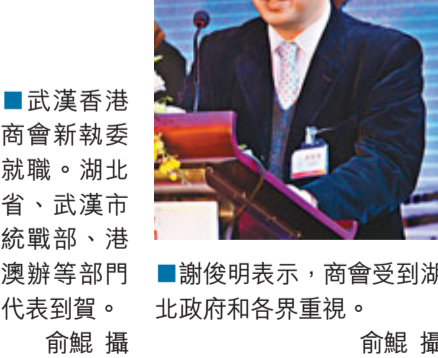 ■武漢香港
商會新執委
就職。湖北
省、武漢市
統戰部、港
澳辦等部門
代表到賀。
俞鯤 攝
■謝俊明表示，商會受到湖
北政府和各界重視。
俞鯤 攝